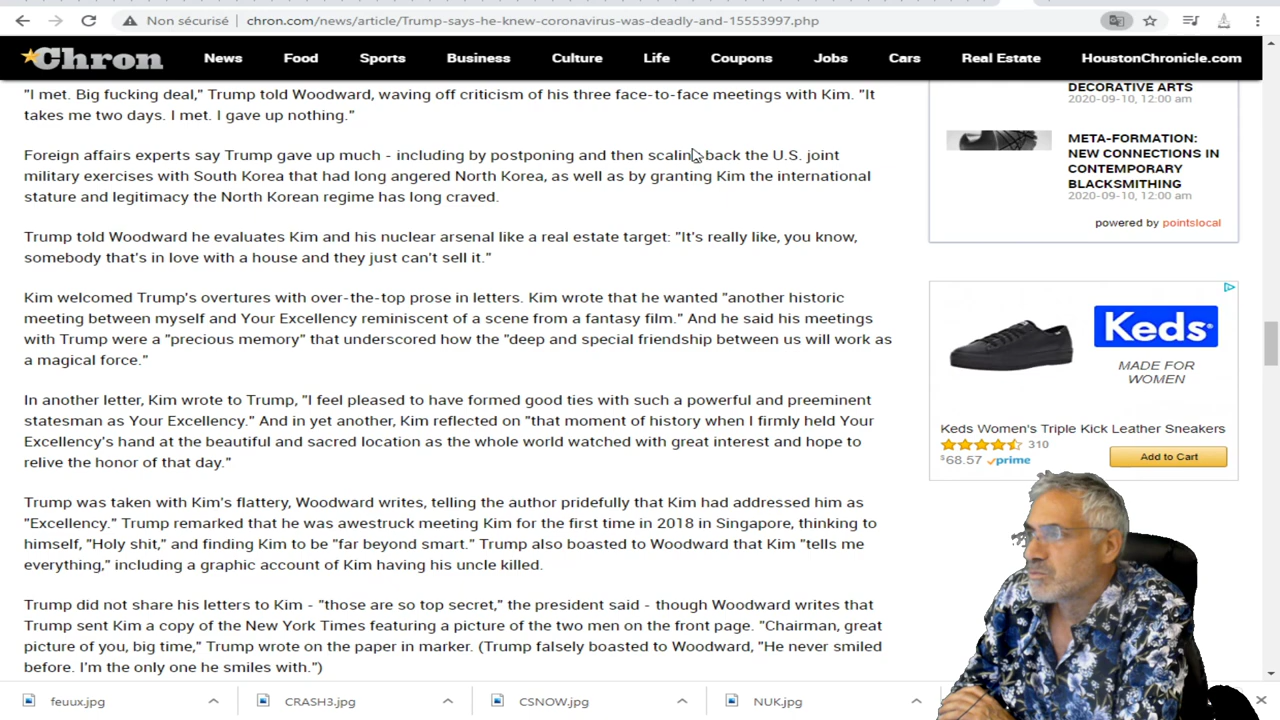 Non sécurisé | chron.com/news/article/Trump-says-he-knew-coronavirus-was-deadly-and-15553997.php
Chron News Food Sports Business Culture Life Coupons Jobs Cars Real Estate HoustonChronicle.com
"I met. Big fucking deal," Trump told Woodward, waving off criticism of his three face-to-face meetings with Kim. "It
takes me two days. I met. I gave up nothing."
Foreign affairs experts say Trump gave up much - including by postponing and then scaling back the U.S. joint
military exercises with South Korea that had long angered North Korea, as well as by granting Kim the international
stature and legitimacy the North Korean regime has long craved.
Trump told Woodward he evaluates Kim and his nuclear arsenal like a real estate target: "It's really like, you know,
somebody that's in love with a house and they just can't sell it."
Kim welcomed Trump's overtures with over-the-top prose in letters. Kim wrote that he wanted "another historic
meeting between myself and Your Excellency reminiscent of a scene from a fantasy film." And he said his meetings
with Trump were a "precious memory" that underscored how the "deep and special friendship between us will work as
a magical force."
In another letter, Kim wrote to Trump, "I feel pleased to have formed good ties with such a powerful and preeminent
statesman as Your Excellency." And in yet another, Kim reflected on "that moment of history when I firmly held Your
Excellency's hand at the beautiful and sacred location as the whole world watched with great interest and hope to
relive the honor of that day."
Trump was taken with Kim's flattery, Woodward writes, telling the author pridefully that Kim had addressed him as
"Excellency." Trump remarked that he was awestruck meeting Kim for the first time in 2018 in Singapore, thinking to
himself, "Holy shit," and finding Kim to be "far beyond smart." Trump also boasted to Woodward that Kim "tells me
everything," including a graphic account of Kim having his uncle killed.
Trump did not share his letters to Kim - "those are so top secret," the president said - though Woodward writes that
Trump sent Kim a copy of the New York Times featuring a picture of the two men on the front page. "Chairman, great
picture of you, big time," Trump wrote on the paper in marker. (Trump falsely boasted to Woodward, "He never smiled
before. I'm the only one he smiles with.")
DECORATIVE ARTS
2020-09-10, 12:00 am
META-FORMATION:
NEW CONNECTIONS IN
CONTEMPORARY
BLACKSMITHING
2020-09-10, 12:00 am
powered by pointslocal
Keds
MADE FOR
WOMEN
Keds Women's Triple Kick Leather Sneakers
310
$68.57 prime
Add to Cart
feuux.jpg CRASH3.jpg CSNOW.jpg NUK.jpg